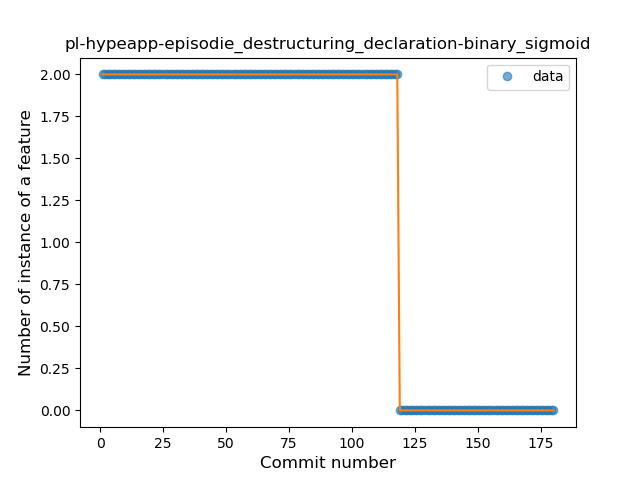 pl-hypeapp-episodie_destructuring_declaration-binary_sigmoid
data
Number of instance of a feature
2.00
1.75
1.50
1.25
1.00
0.75
0.50
0.25
0.00
0 25 50 75 100 125 150 175
Commit number